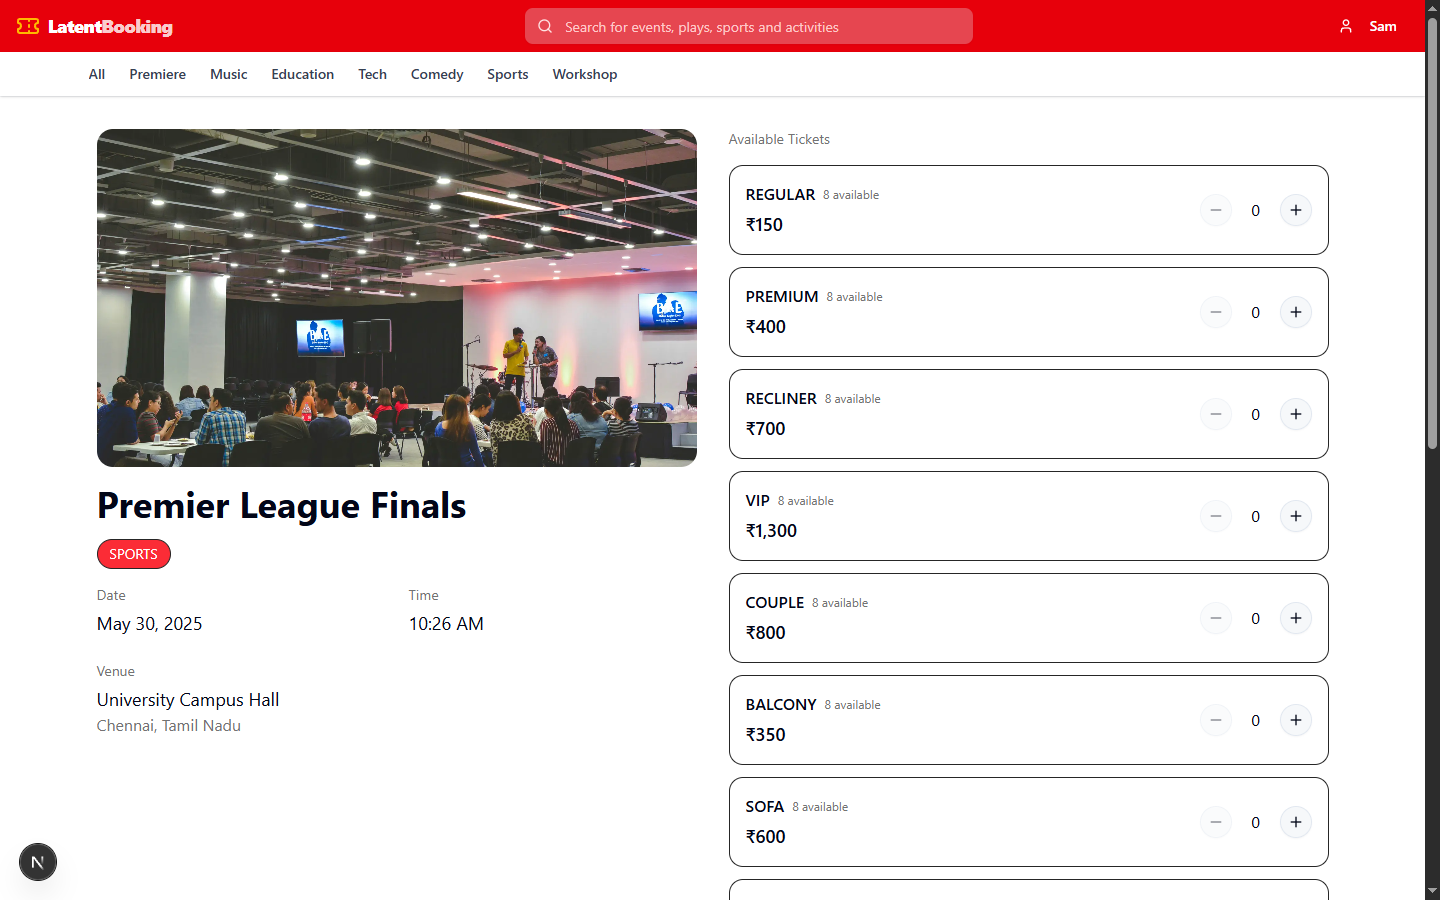 LatentBooking
Search for events, plays, sports and activities
Sam
All Premiere Music Education Tech Comedy Sports Workshop
Premier League Finals
SPORTS
Date
May 30, 2025
Time
10:26 AM
Venue
University Campus Hall
Chennai, Tamil Nadu
Available Tickets
REGULAR 8 available
₹150
0
PREMIUM 8 available
₹400
0
RECLINER 8 available
₹700
0
VIP 8 available
₹1,300
0
COUPLE 8 available
₹800
0
BALCONY 8 available
₹350
0
SOFA 8 available
₹600
0
N